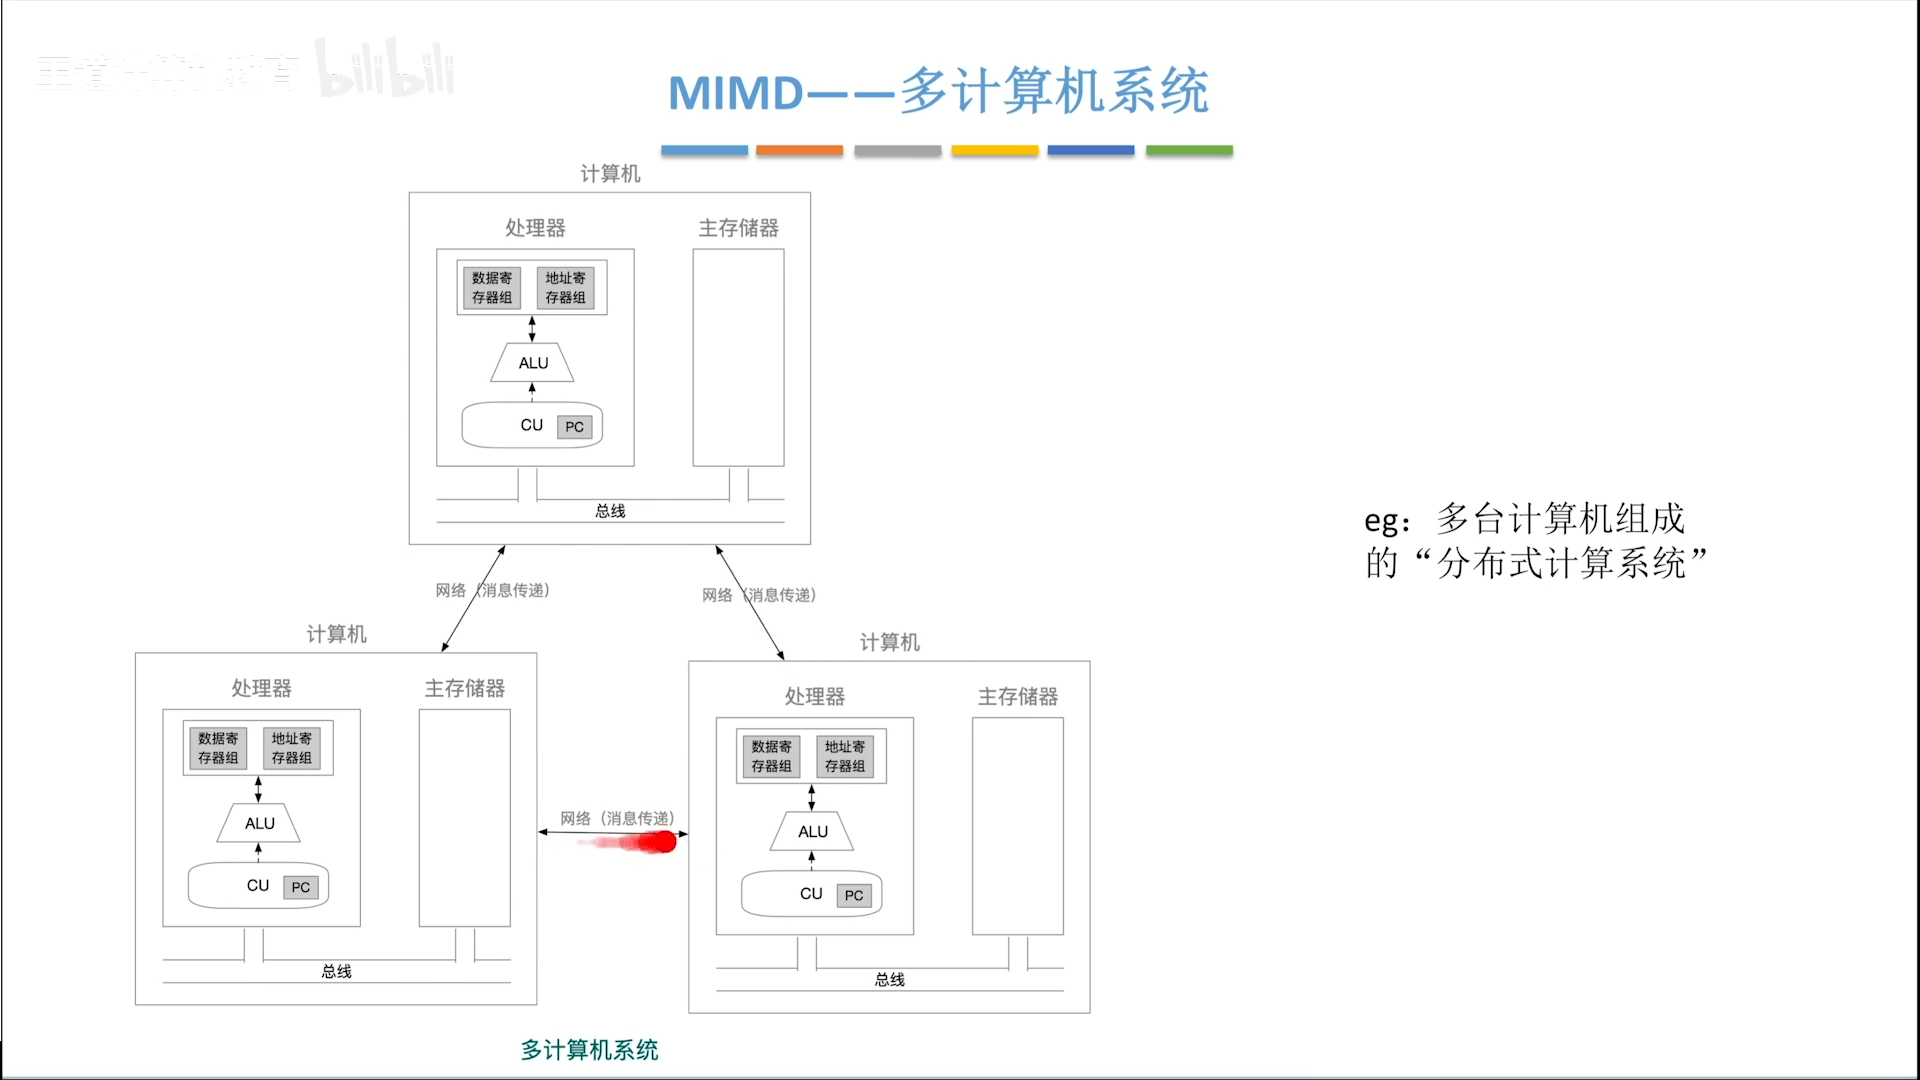 王道计算机教育 bilibili
MIMD——多计算机系统
计算机
处理器
主存储器
数据寄
存器组
地址寄
存器组
ALU
CU
PC
总线
网络（消息传递）
网络（消息传递）
计算机
处理器
主存储器
数据寄
存器组
地址寄
存器组
ALU
CU
PC
总线
网络（消息传递）
计算机
处理器
主存储器
数据寄
存器组
地址寄
存器组
ALU
CU
PC
总线
多计算机系统
eg：多台计算机组成
的“分布式计算系统”